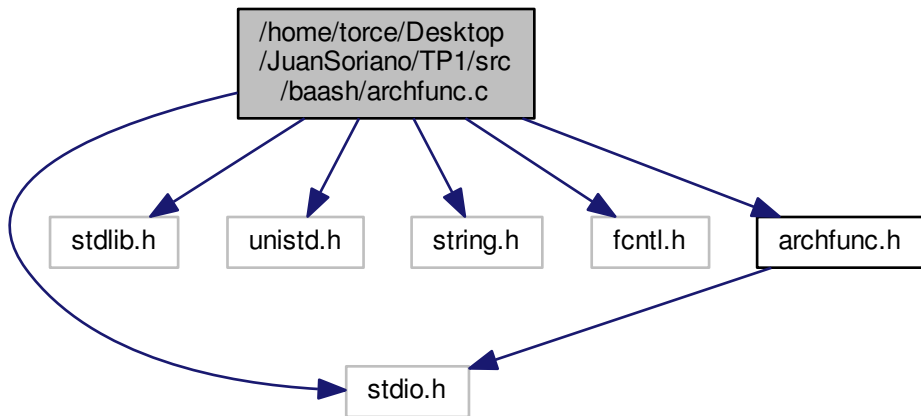 /home/torce/Desktop
/JuanSoriano/TP1/src
/baash/archfunc.c
stdlib.h
unistd.h
string.h
fcntl.h
archfunc.h
stdio.h